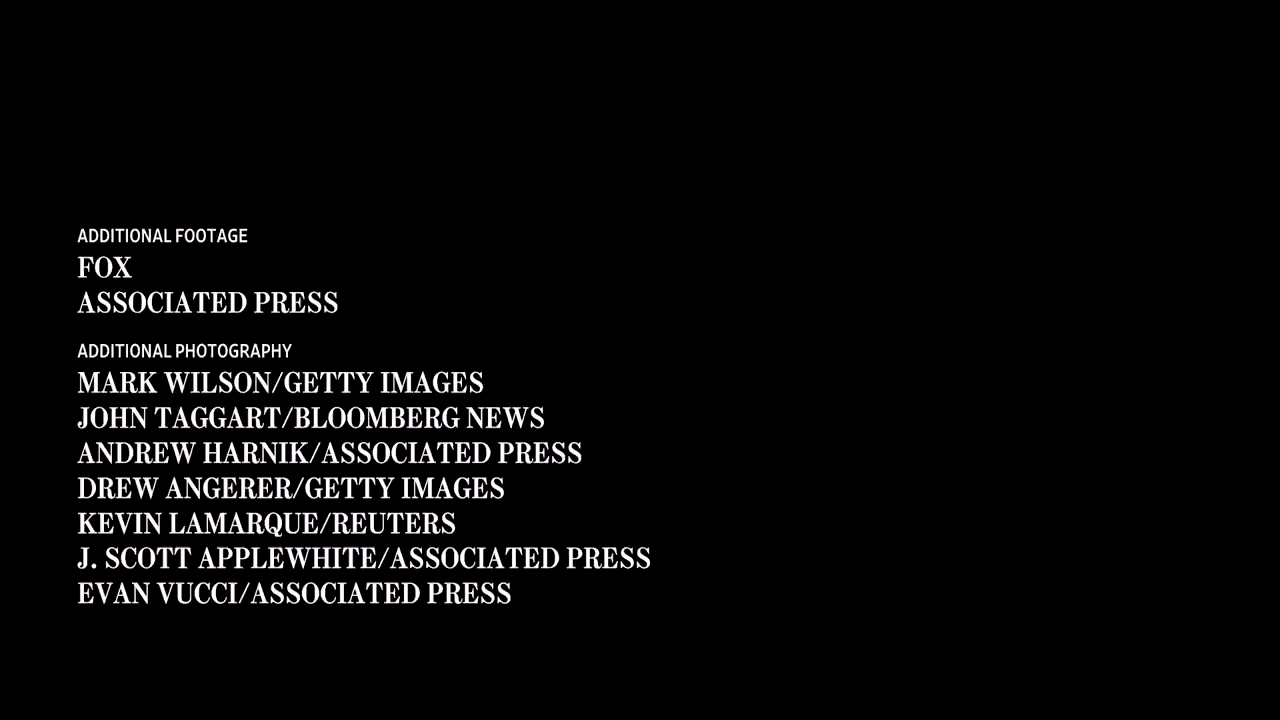 ADDITIONAL FOOTAGE
FOX
ASSOCIATED PRESS
ADDITIONAL PHOTOGRAPHY
MARK WILSON/GETTY IMAGES
JOHN TAGGART/BLOOMBERG NEWS
ANDREW HARNIK/ASSOCIATED PRESS
DREW ANGERER/GETTY IMAGES
KEVIN LAMARQUE/REUTERS
J. SCOTT APPLEWHITE/ASSOCIATED PRESS
EVAN VUCCI/ASSOCIATED PRESS